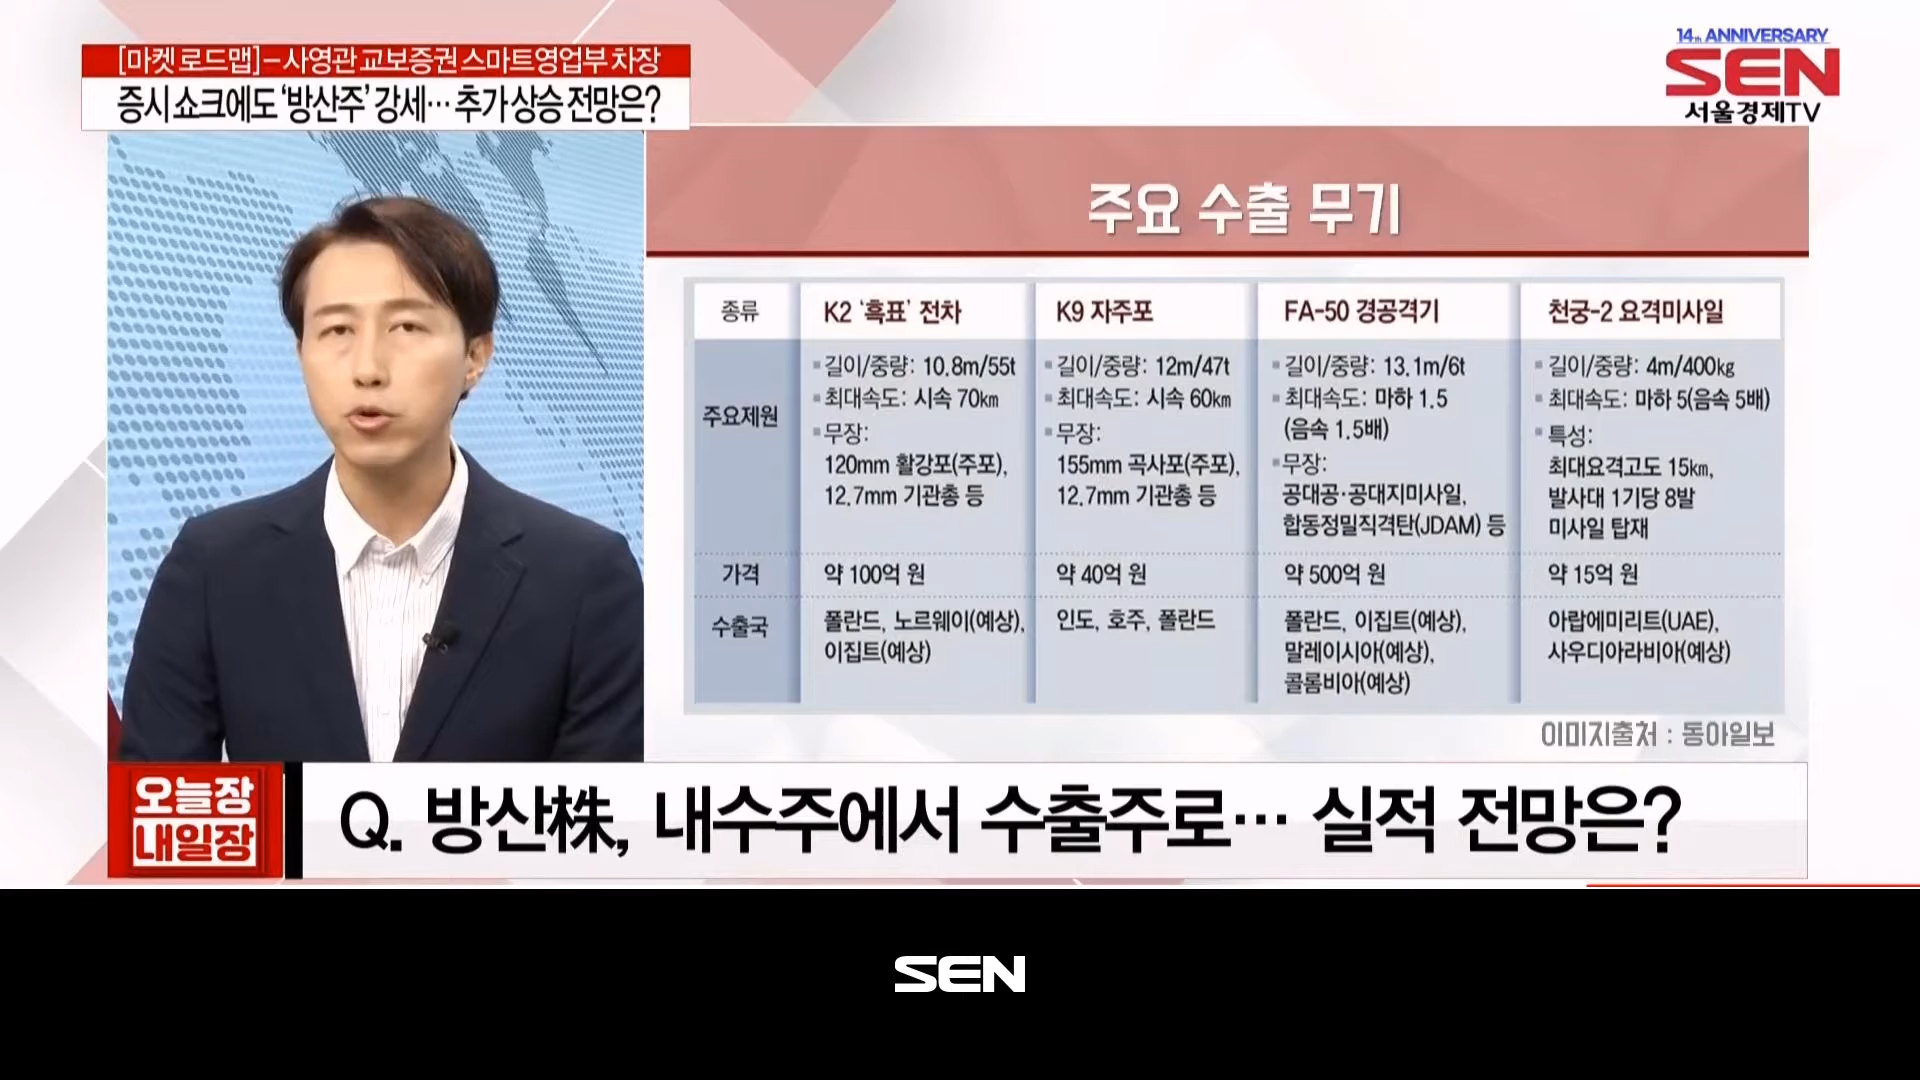 [마켓 로드맵] - 사영관 교보증권 스마트영업부 차장
증시 쇼크에도 '방산주' 강세… 추가 상승 전망은?
14th ANNIVERSARY
SEN
서울경제TV
주요 수출 무기
종류
K2 '흑표' 전차
K9 자주포
FA-50 경공격기
천궁-2 요격미사일
주요제원
▪길이/중량: 10.8m/55t
▪최대속도: 시속 70㎞
▪무장:
120mm 활강포(주포),
12.7mm 기관총 등
▪길이/중량: 12m/47t
▪최대속도: 시속 60㎞
▪무장:
155mm 곡사포(주포),
12.7mm 기관총 등
▪길이/중량: 13.1m/6t
▪최대속도: 마하 1.5
(음속 1.5배)
▪무장:
공대공·공대지미사일,
합동정밀직격탄(JDAM) 등
▪길이/중량: 4m/400㎏
▪최대속도: 마하 5(음속 5배)
▪특성:
최대요격고도 15㎞,
발사대 1기당 8발
미사일 탑재
가격
약 100억 원
약 40억 원
약 500억 원
약 15억 원
수출국
폴란드, 노르웨이(예상),
이집트(예상)
인도, 호주, 폴란드
폴란드, 이집트(예상),
말레이시아(예상),
콜롬비아(예상)
아랍에미리트(UAE),
사우디아라비아(예상)
이미지출처 : 동아일보
오늘장
내일장
Q. 방산株, 내수주에서 수출주로… 실적 전망은?
SEN